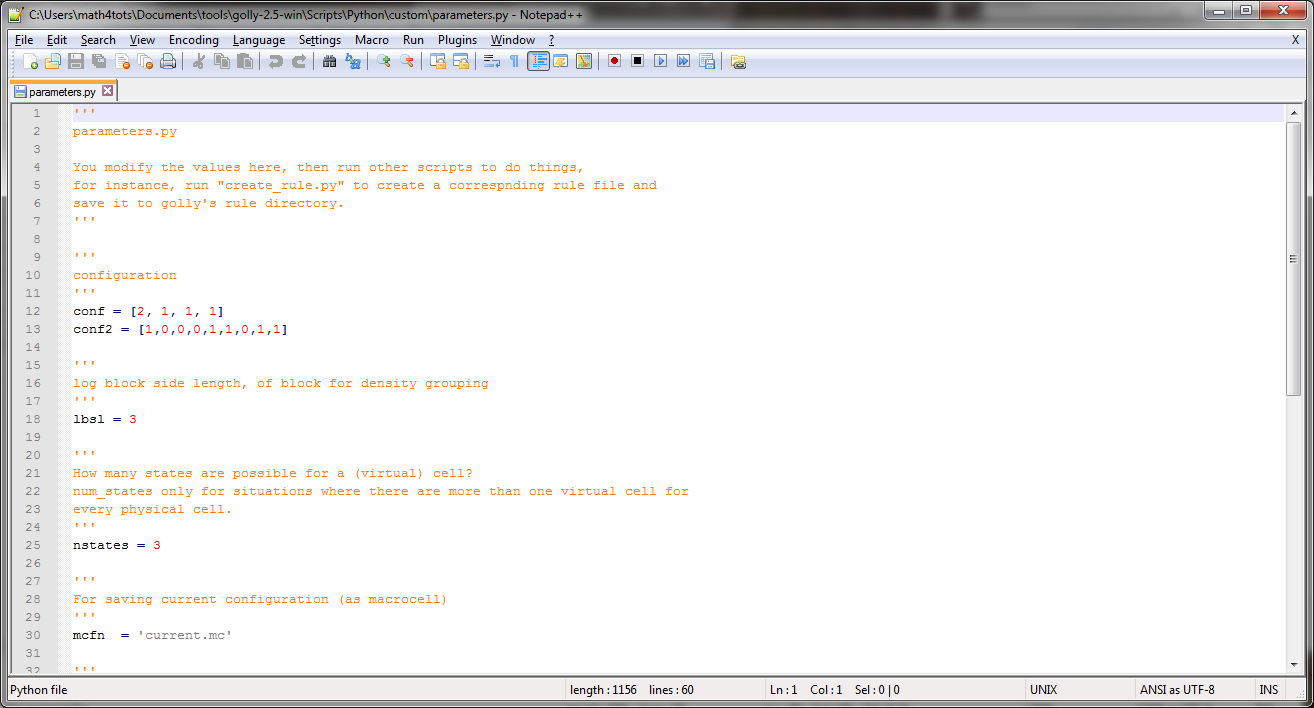 C:\Users\math4tots\Documents\tools\golly-2.5-win\Scripts\Python\custom\parameters.py - Notepad++
File Edit Search View Encoding Language Settings Macro Run Plugins Window ? X
parameters.py
1 '''
2 parameters.py
3
4 You modify the values here, then run other scripts to do things,
5 for instance, run "create_rule.py" to create a correspnding rule file and
6 save it to golly's rule directory.
7 '''
8
9 '''
10 configuration
11 '''
12 conf = [2, 1, 1, 1]
13 conf2 = [1,0,0,0,1,1,0,1,1]
14
15 '''
16 log block side length, of block for density grouping
17 '''
18 lbsl = 3
19
20 '''
21 How many states are possible for a (virtual) cell?
22 num_states only for situations where there are more than one virtual cell for
23 every physical cell.
24 '''
25 nstates = 3
26
27 '''
28 For saving current configuration (as macrocell)
29 '''
30 mcfn  = 'current.mc'
31
32 '''
Python file length : 1156 lines : 60 Ln : 1 Col : 1 Sel : 0 | 0 UNIX ANSI as UTF-8 INS